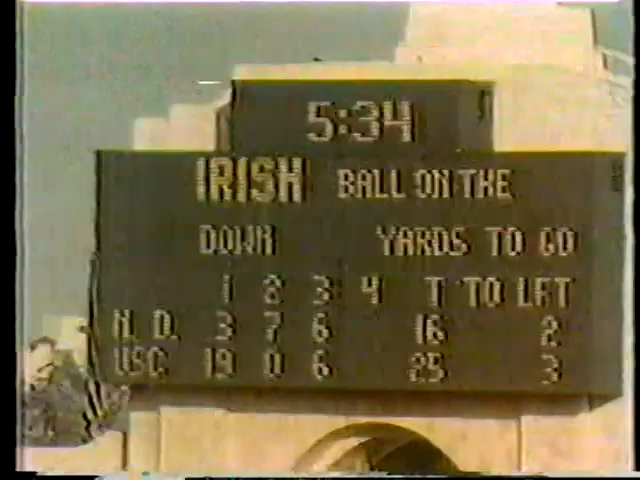 5:34
IRISH BALL ON THE
DOWN YARDS TO GO
1 2 3 4 T TO LFT
N. D. 3 7 6 16 2
USC 19 0 6 25 3